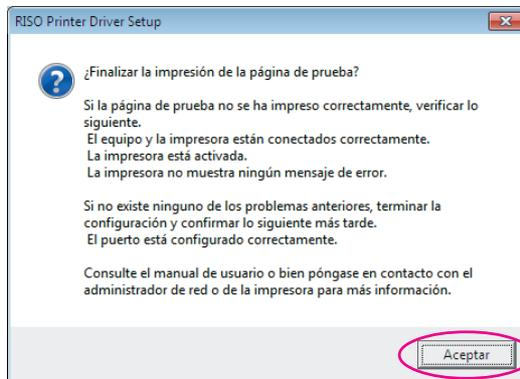 RISO Printer Driver Setup
¿Finalizar la impresión de la página de prueba?
Si la página de prueba no se ha impreso correctamente, verificar lo
siguiente.
El equipo y la impresora están conectados correctamente.
La impresora está activada.
La impresora no muestra ningún mensaje de error.
Si no existe ninguno de los problemas anteriores, terminar la
configuración y confirmar lo siguiente más tarde.
El puerto está configurado correctamente.
Consulte el manual de usuario o bien póngase en contacto con el
administrador de red o de la impresora para más información.
Aceptar